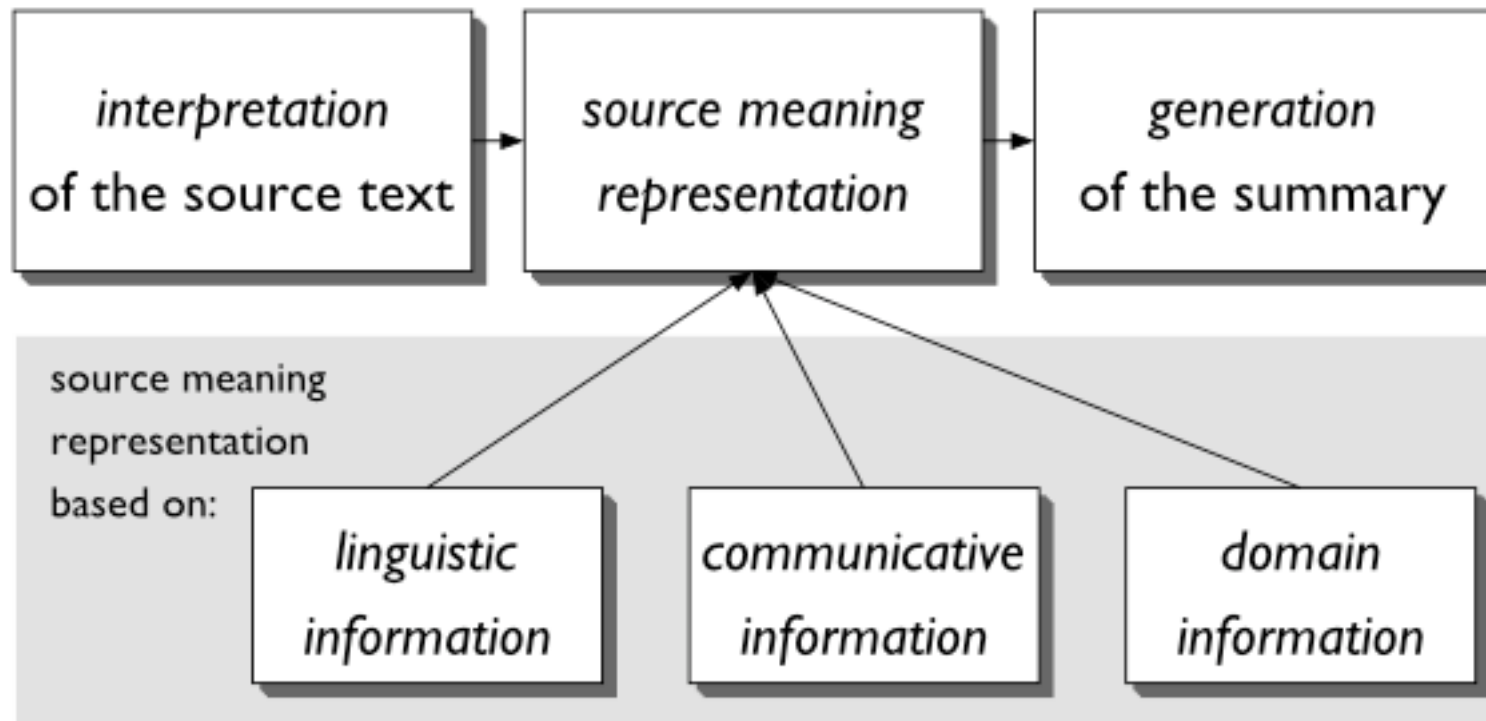 interpretation
of the source text
source meaning
representation
generation
of the summary
source meaning
representation
based on:
linguistic
information
communicative
information
domain
information